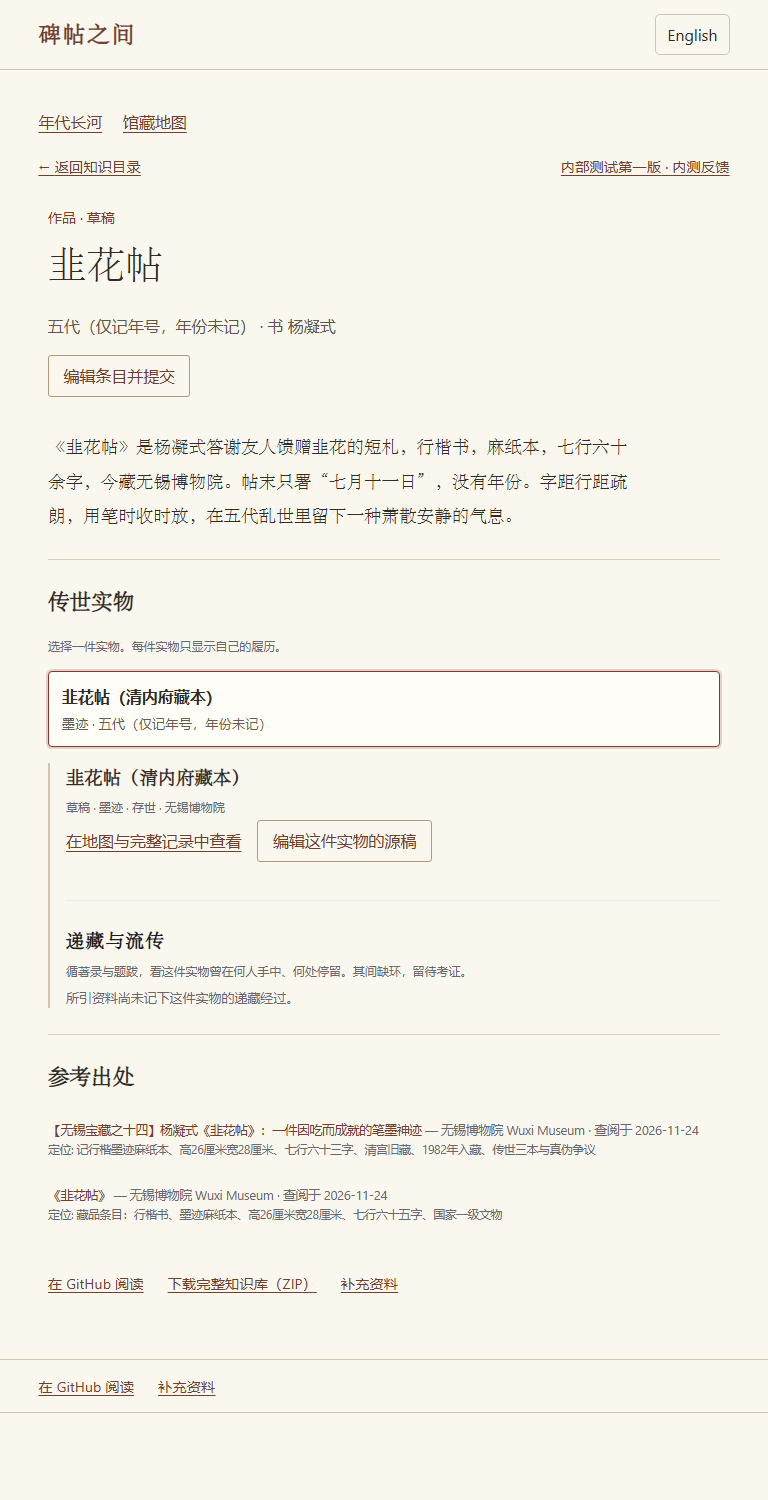 碑帖之间
English
年代长河 馆藏地图
← 返回知识目录 内部测试第一版 · 内测反馈
作品 · 草稿
韭花帖
五代（仅记年号，年份未记） · 书 杨凝式
编辑条目并提交
《韭花帖》是杨凝式答谢友人馈赠韭花的短札，行楷书，麻纸本，七行六十
余字，今藏无锡博物院。帖末只署“七月十一日”，没有年份。字距行距疏
朗，用笔时收时放，在五代乱世里留下一种萧散安静的气息。
传世实物
选择一件实物。每件实物只显示自己的履历。
韭花帖（清内府藏本）
墨迹 · 五代（仅记年号，年份未记）
韭花帖（清内府藏本）
草稿 · 墨迹 · 存世 · 无锡博物院
在地图与完整记录中查看 编辑这件实物的源稿
递藏与流传
循著录与题跋，看这件实物曾在何人手中、何处停留。其间缺环，留待考证。
所引资料尚未记下这件实物的递藏经过。
参考出处
【无锡宝藏之十四】杨凝式《韭花帖》：一件因吃而成就的笔墨神迹 — 无锡博物院 Wuxi Museum · 查阅于 2026-11-24
定位: 记行楷墨迹麻纸本、高26厘米宽28厘米、七行六十三字、清宫旧藏、1982年入藏、传世三本与真伪争议
《韭花帖》 — 无锡博物院 Wuxi Museum · 查阅于 2026-11-24
定位: 藏品条目：行楷书、墨迹麻纸本、高26厘米宽28厘米、七行六十五字、国家一级文物
在 GitHub 阅读 下载完整知识库（ZIP） 补充资料
在 GitHub 阅读 补充资料